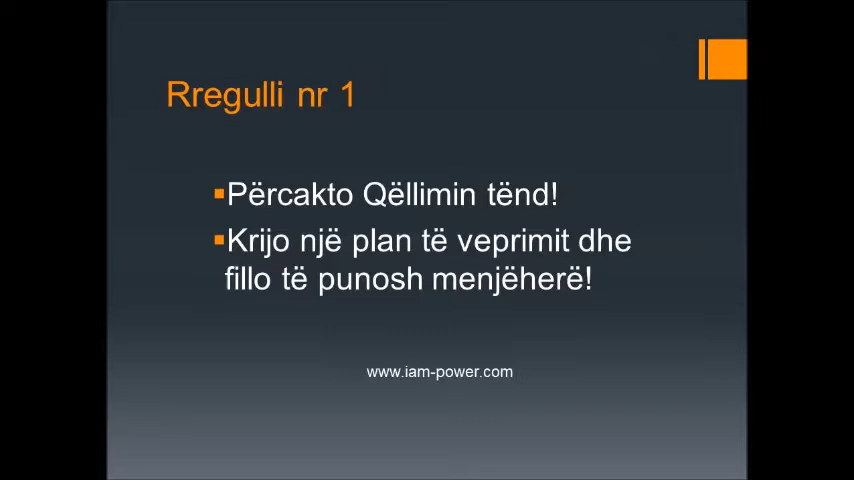 Rregulli nr 1
▪Përcakto Qëllimin tënd!
▪Krijo një plan të veprimit dhe
fillo të punosh menjëherë!
www.iam-power.com